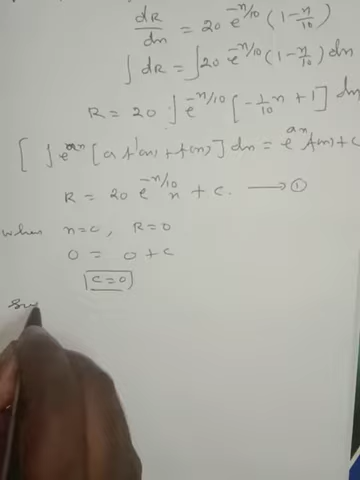 dR/dn = 20 e^{-n/10} (1 - n/10)
∫ dR = ∫ 20 e^{-n/10} (1 - n/10) dn
R = 20 ∫ e^{-n/10} [-1/10 n + 1] dn
[ ∫ e^{an} [a f(n) + f'(n)] dn = e^{an} f(n) + c
R = 20 e^{-n/10} n + c. → ①
when n=0, R=0
0 = 0 + c
c=0